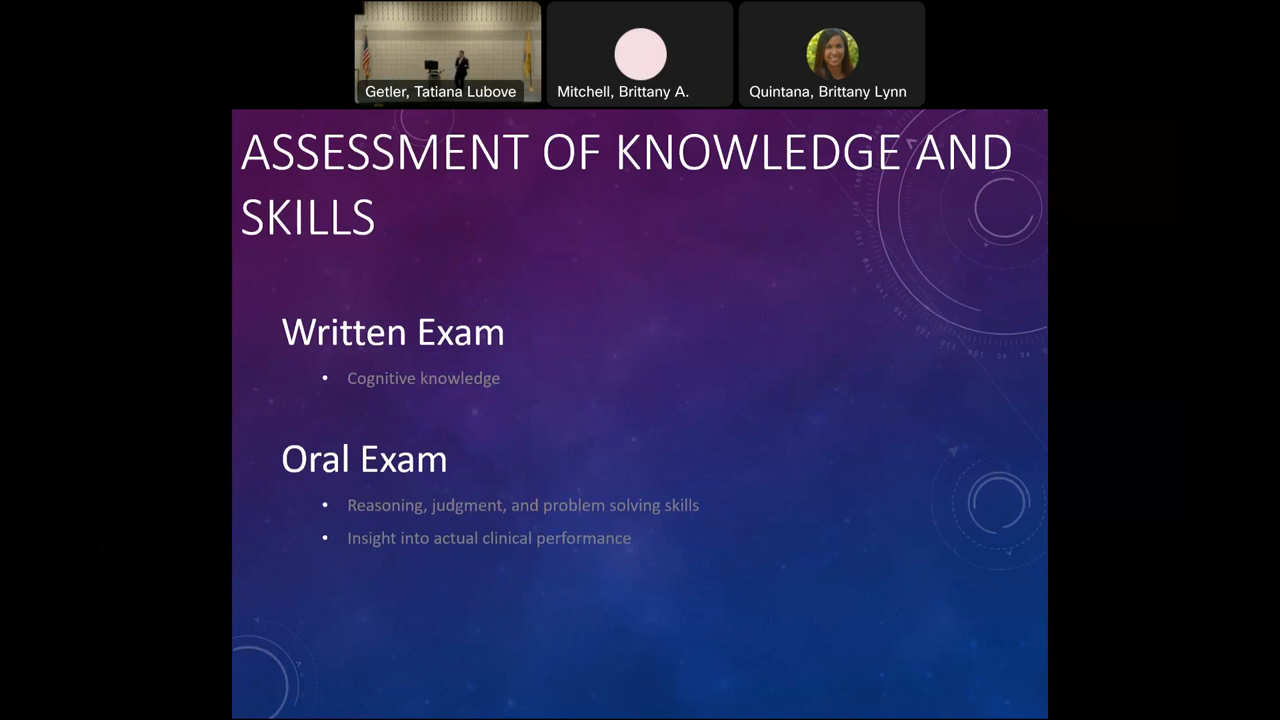 Getler, Tatiana Lubove
Mitchell, Brittany A.
Quintana, Brittany Lynn
ASSESSMENT OF KNOWLEDGE AND
SKILLS
Written Exam
• Cognitive knowledge
Oral Exam
• Reasoning, judgment, and problem solving skills
• Insight into actual clinical performance